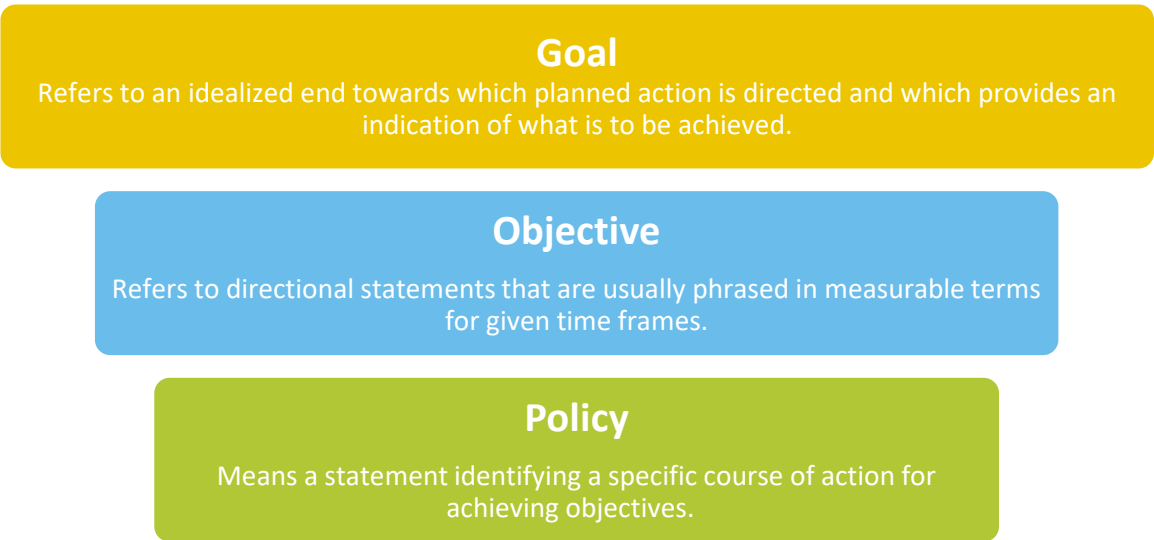 Goal
Refers to an idealized end towards which planned action is directed and which provides an
indication of what is to be achieved.
Objective
Refers to directional statements that are usually phrased in measurable terms
for given time frames.
Policy
Means a statement identifying a specific course of action for
achieving objectives.